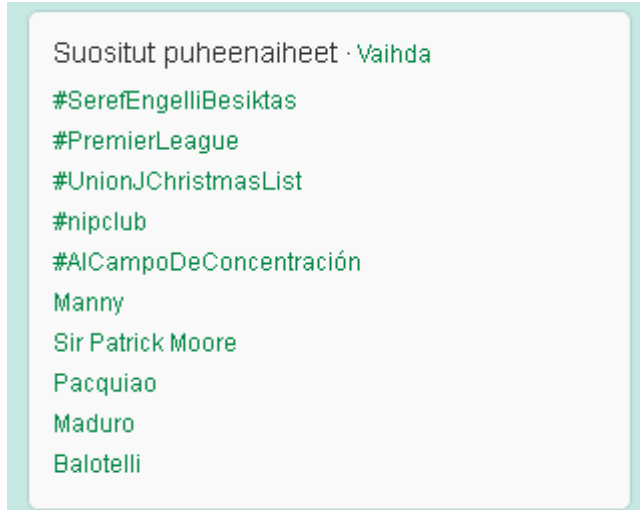 Suositut puheenaiheet · Vaihda
#SerefEngelliBesiktas
#PremierLeague
#UnionJChristmasList
#nipclub
#AlCampoDeConcentración
Manny
Sir Patrick Moore
Pacquiao
Maduro
Balotelli